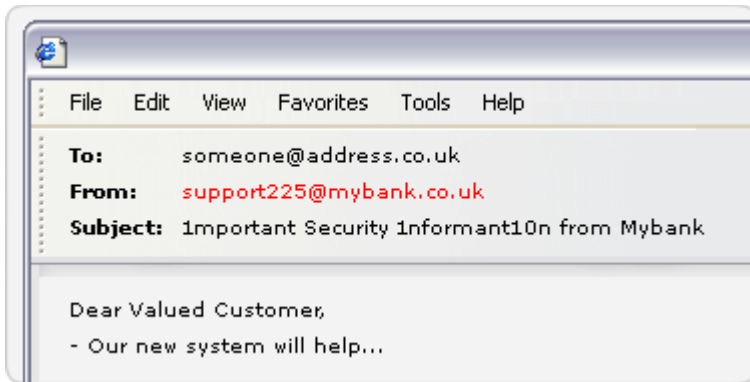 File Edit View Favorites Tools Help
To: someone@address.co.uk
From: support225@mybank.co.uk
Subject: 1mportant Security 1nformant10n from Mybank
Dear Valued Customer,
- Our new system will help...